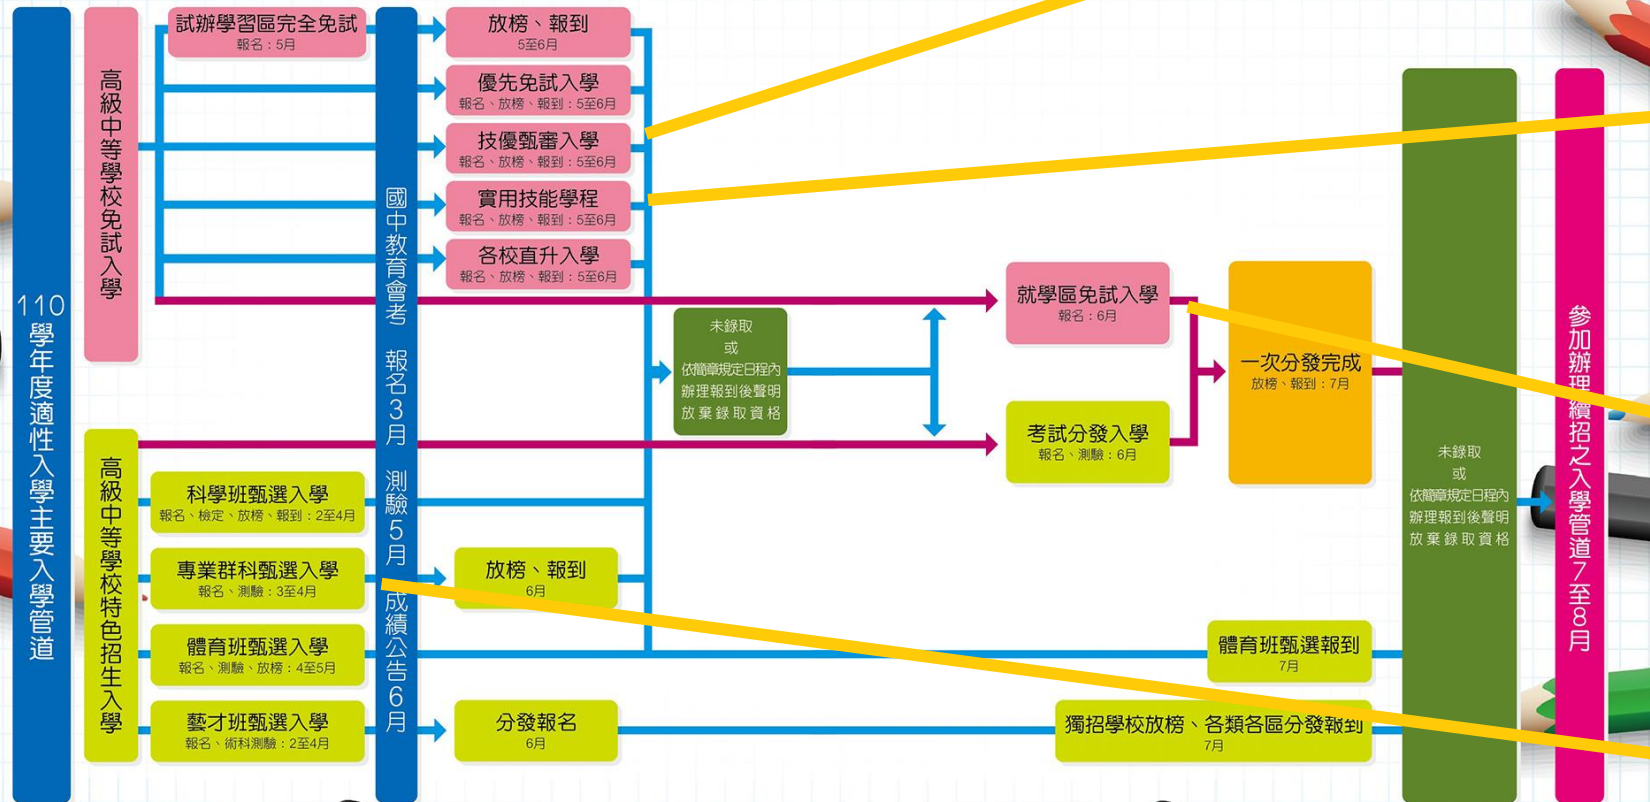 110學年度適性入學主要入學管道
高級中等學校免試入學
試辦學習區完全免試
報名：5月
國中教育會考 報名3月 測驗5月 成績公告6月
放榜、報到
5至6月
優先免試入學
報名、放榜、報到：5至6月
技優甄審入學
報名、放榜、報到：5至6月
實用技能學程
報名、放榜、報到：5至6月
各校直升入學
報名、放榜、報到：5至6月
未錄取
或
依簡章規定日程內
辦理報到後聲明
放棄錄取資格
就學區免試入學
報名：6月
考試分發入學
報名、測驗：6月
一次分發完成
放榜、報到：7月
高級中等學校特色招生入學
科學班甄選入學
報名、檢定、放榜、報到：2至4月
專業群科甄選入學
報名、測驗：3至4月
放榜、報到
6月
體育班甄選入學
報名、測驗、放榜：4至5月
體育班甄選報到
7月
藝才班甄選入學
報名、術科測驗：2至4月
分發報名
6月
獨招學校放榜、各類各區分發報到
7月
未錄取
或
依簡章規定日程內
辦理報到後聲明
放棄錄取資格
參加辦理續招之入學管道7至8月